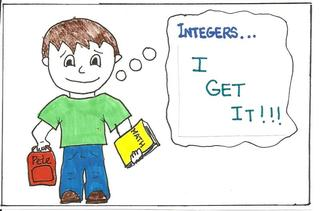 INTEGERS...
I
GET
IT!!!
MATH
Pete